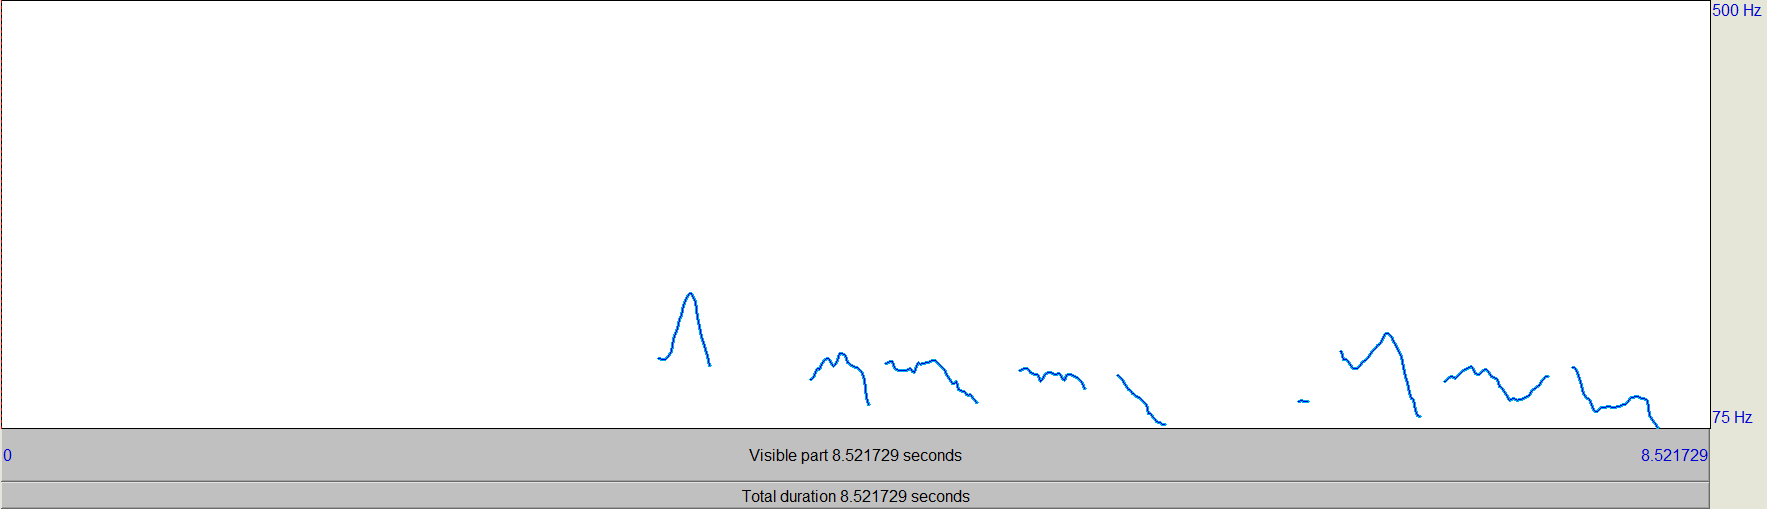 500 Hz
75 Hz
0 Visible part 8.521729 seconds 8.521729
Total duration 8.521729 seconds